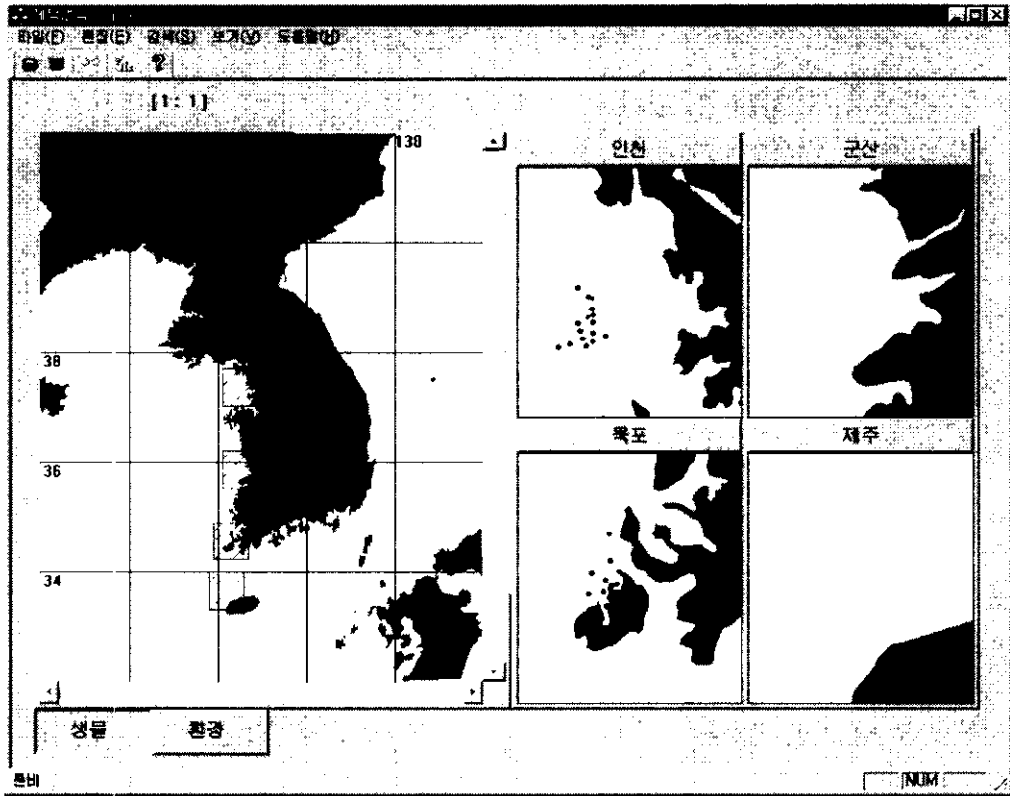 파일(F) 편집(E) 검색(S) 보기(V) 도움말(H)
[1: 1]
130
38
36
34
인천
군산
목포
제주
생물
환경
준비
NUM